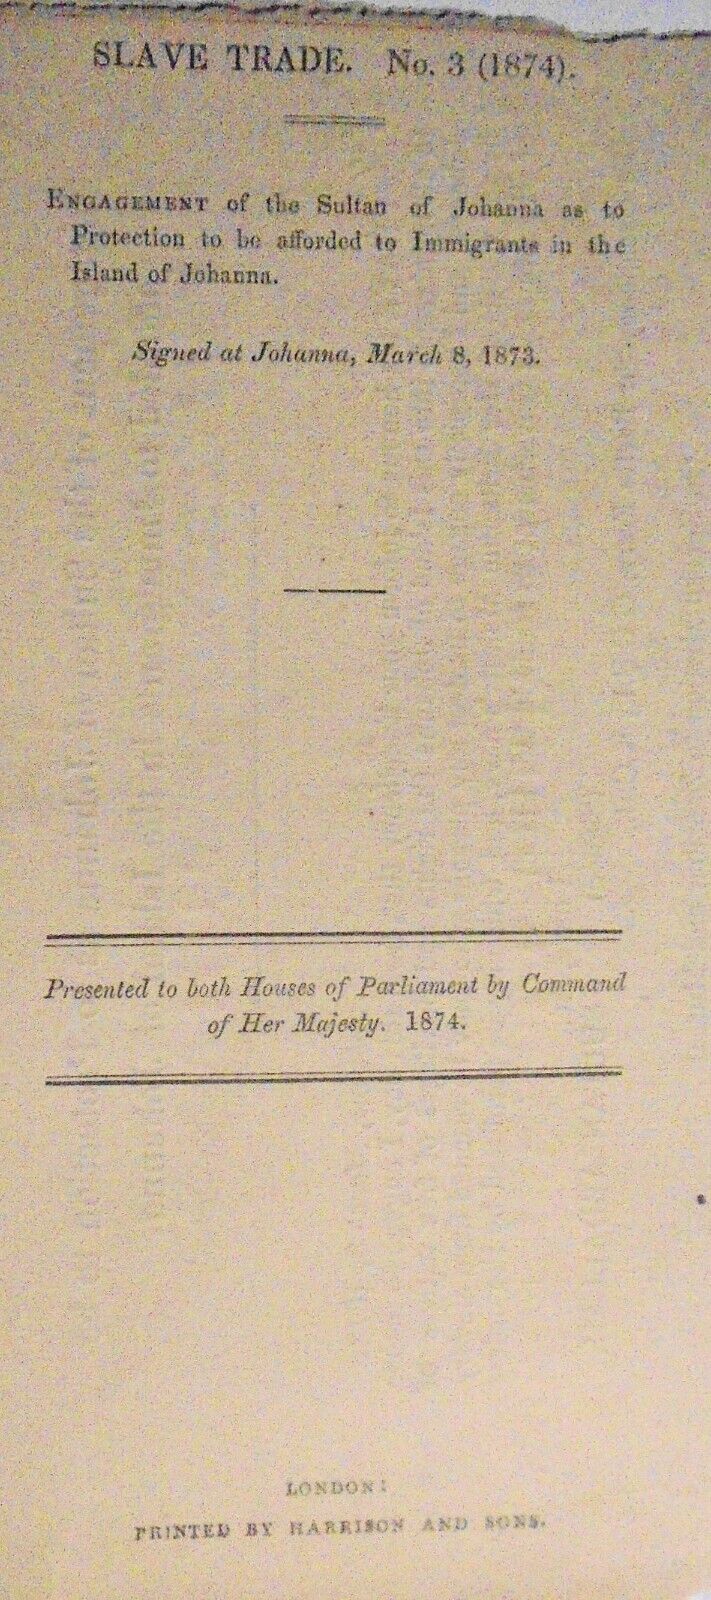 SLAVE TRADE. No. 3 (1874).
ENGAGEMENT of the Sultan of Johanna as to
Protection to be afforded to Immigrants in the
Island of Johanna.
Signed at Johanna, March 8, 1873.
Presented to both Houses of Parliament by Command
of Her Majesty. 1874.
LONDON:
PRINTED BY HARRISON AND SONS.